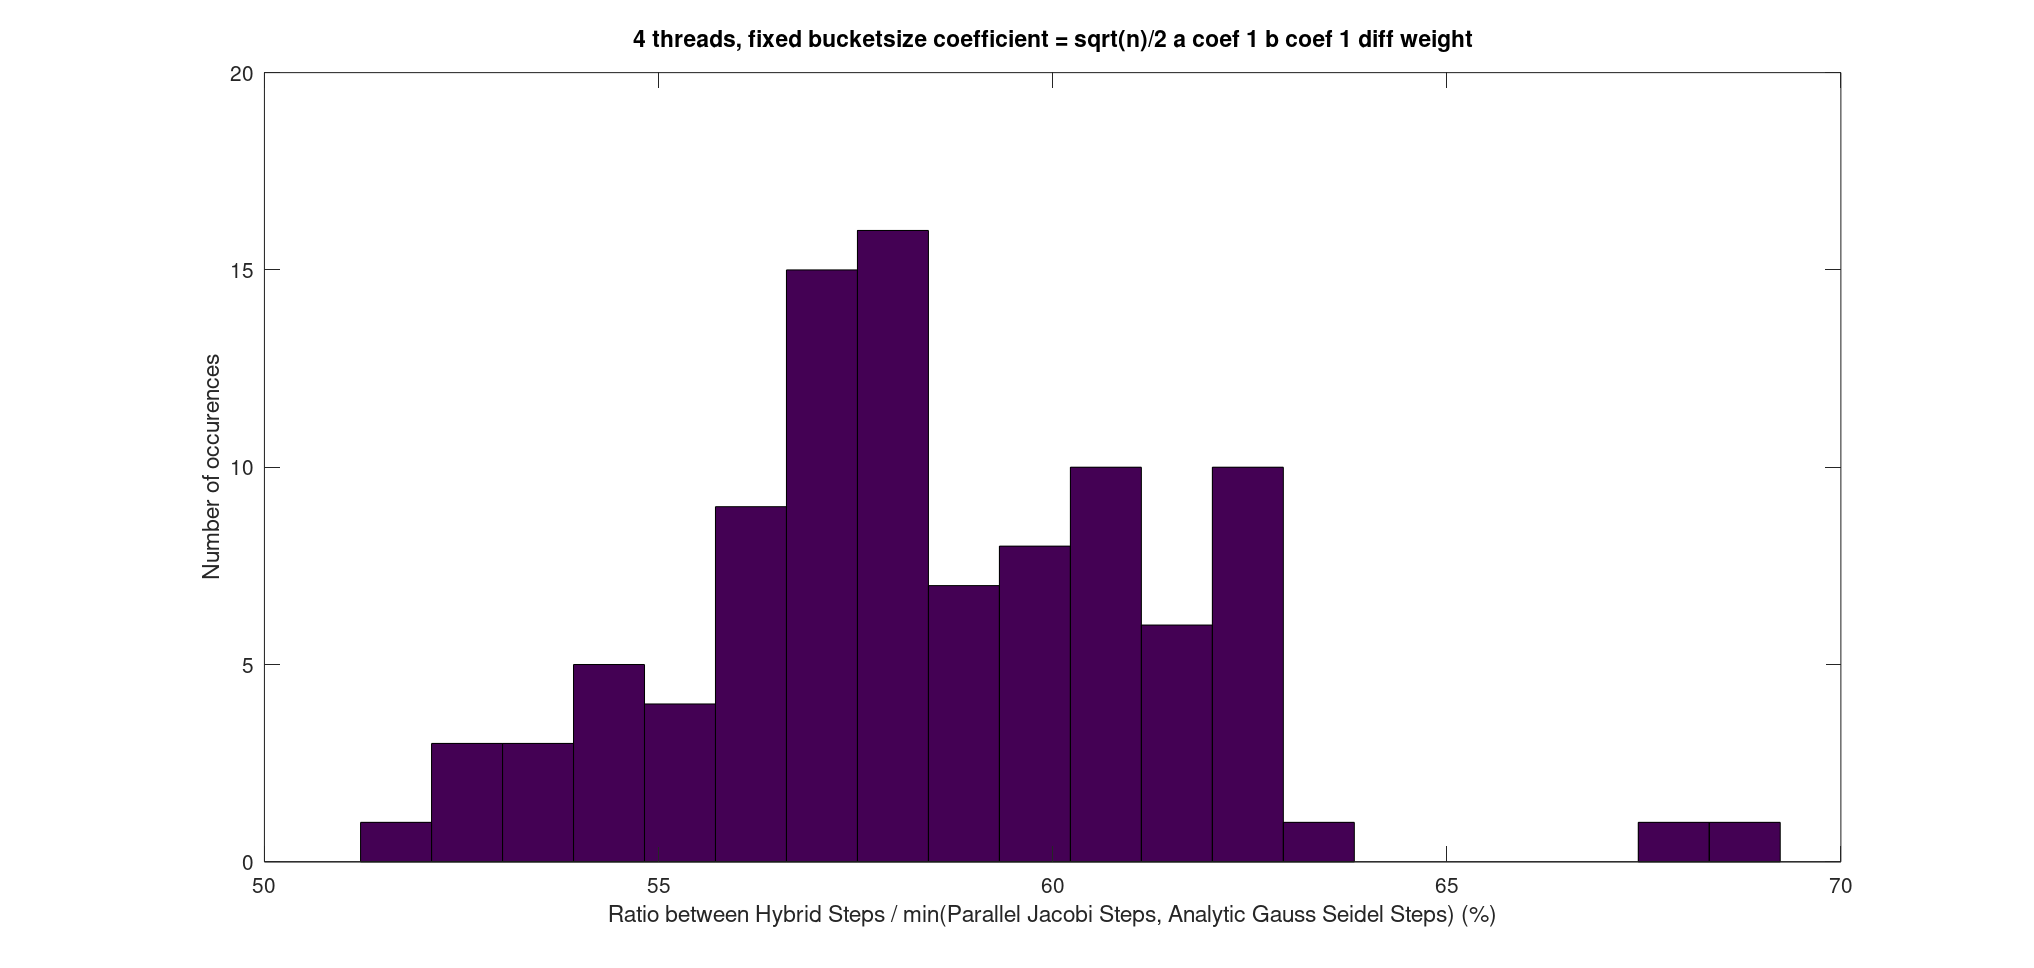 4 threads, fixed bucketsize coefficient = sqrt(n)/2 a coef 1 b coef 1 diff weight
20
15
10
5
0
Number of occurences
50 55 60 65 70
Ratio between Hybrid Steps / min(Parallel Jacobi Steps, Analytic Gauss Seidel Steps) (%)